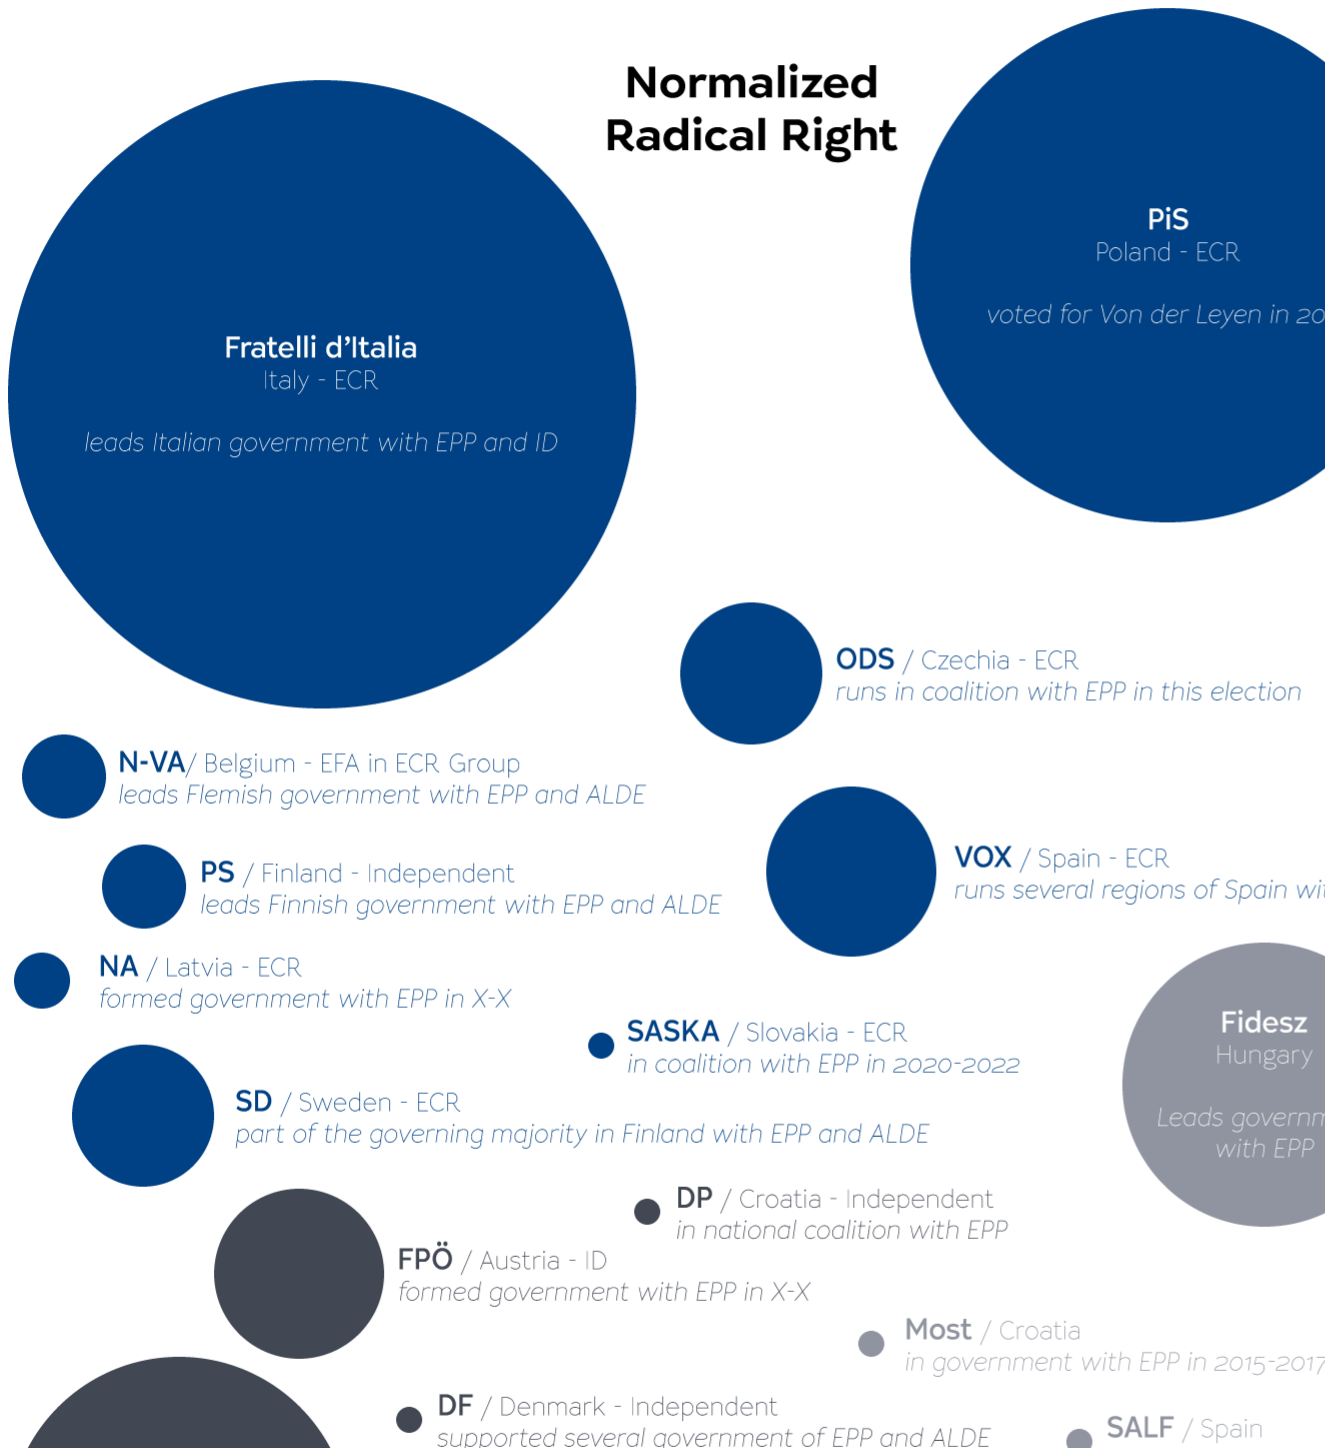 Normalized
Radical Right
PiS
Poland - ECR
voted for Von der Leyen in
Fratelli d’Italia
Italy - ECR
leads Italian government with EPP and ID
ODS / Czechia - ECR
runs in coalition with EPP in this election
N-VA/ Belgium - EFA in ECR Group
leads Flemish government with EPP and ALDE
VOX / Spain - ECR
runs several regions of Spain
PS / Finland - Independent
leads Finnish government with EPP and ALDE
NA / Latvia - ECR
formed government with EPP in X-X
Fidesz
Hungary
Leads
with EPP
SASKA / Slovakia - ECR
in coalition with EPP in 2020-2022
SD / Sweden - ECR
part of the governing majority in Finland with EPP and ALDE
DP / Croatia - Independent
in national coalition with EPP
FPÖ / Austria - ID
formed government with EPP in X-X
Most / Croatia
in government with EPP in 2015-2017
DF / Denmark - Independent
supported several government of EPP and ALDE
SALF / Spain